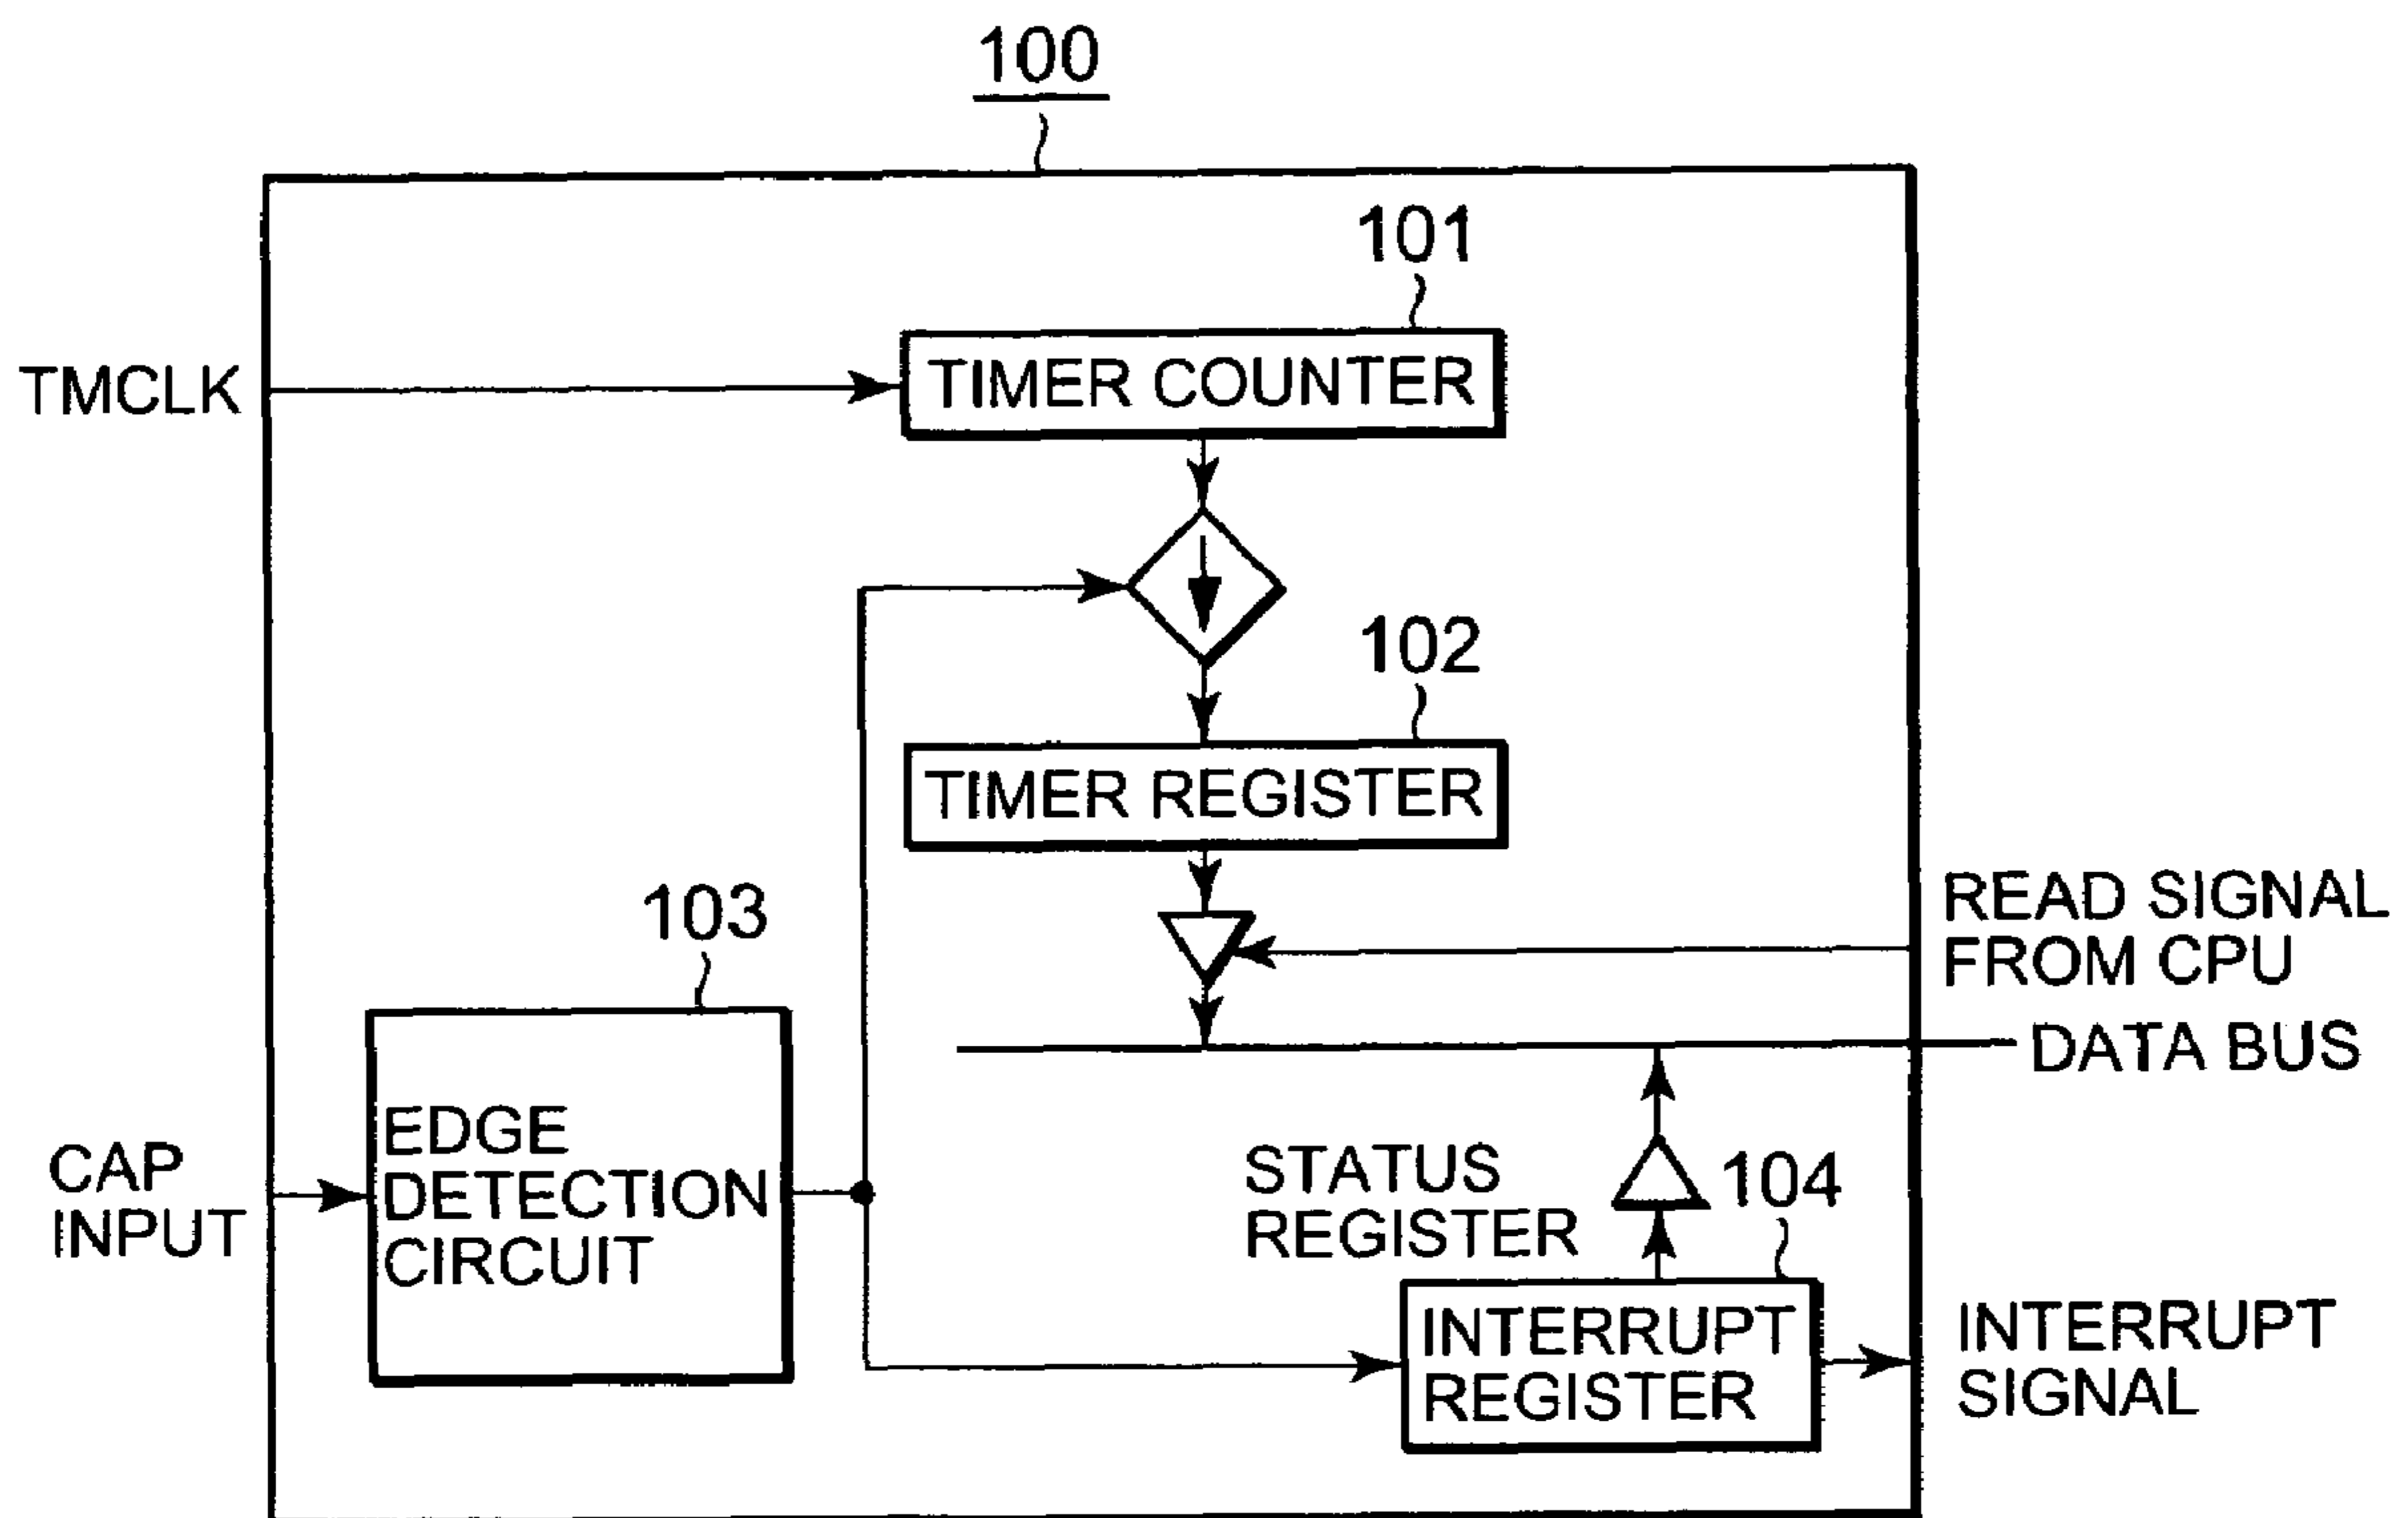 100
101
TMCLK
TIMER COUNTER
102
TIMER REGISTER
103
READ SIGNAL
FROM CPU
DATA BUS
EDGE
DETECTION
CIRCUIT
CAP
INPUT
STATUS
REGISTER
104
INTERRUPT
REGISTER
INTERRUPT
SIGNAL